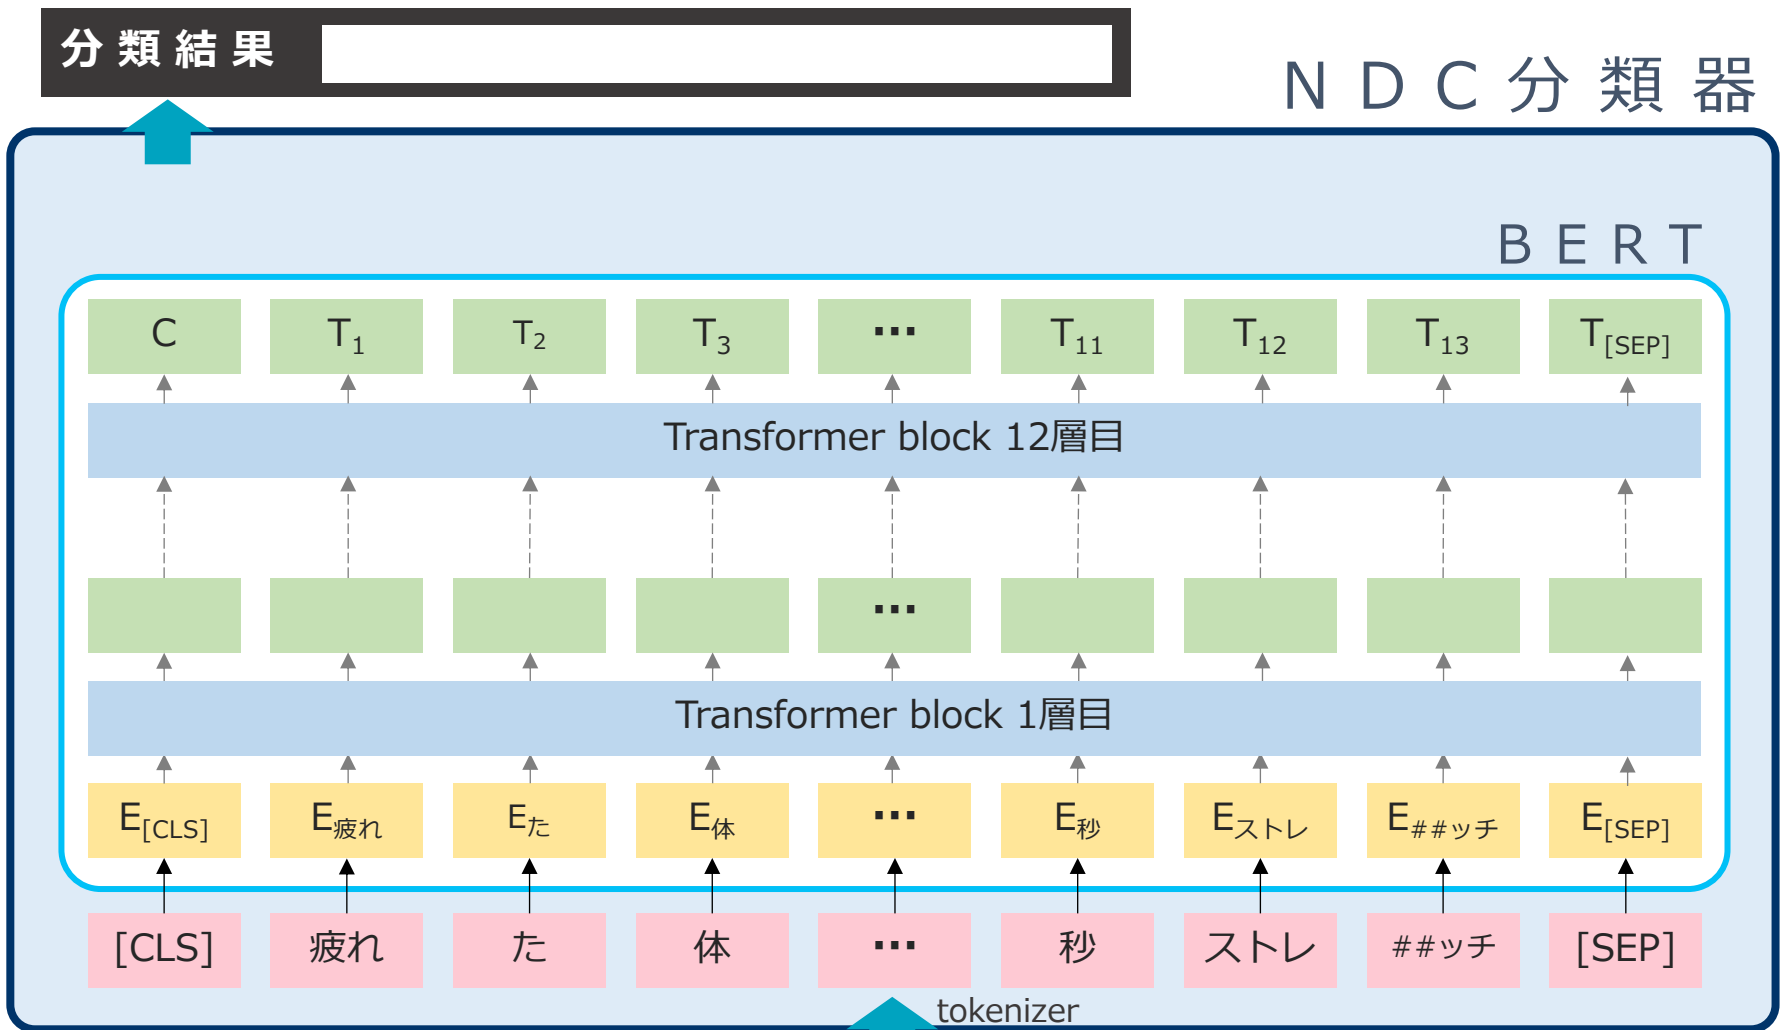 分類結果
NDC分類器
BERT
C T1 T2 T3 … T11 T12 T13 T[SEP]
Transformer block 12層目
…
Transformer block 1層目
E[CLS] E疲れ Eた E体 … E秒 Eストレ E##ッチ E[SEP]
[CLS] 疲れ た 体 … 秒 ストレ ##ッチ [SEP]
tokenizer